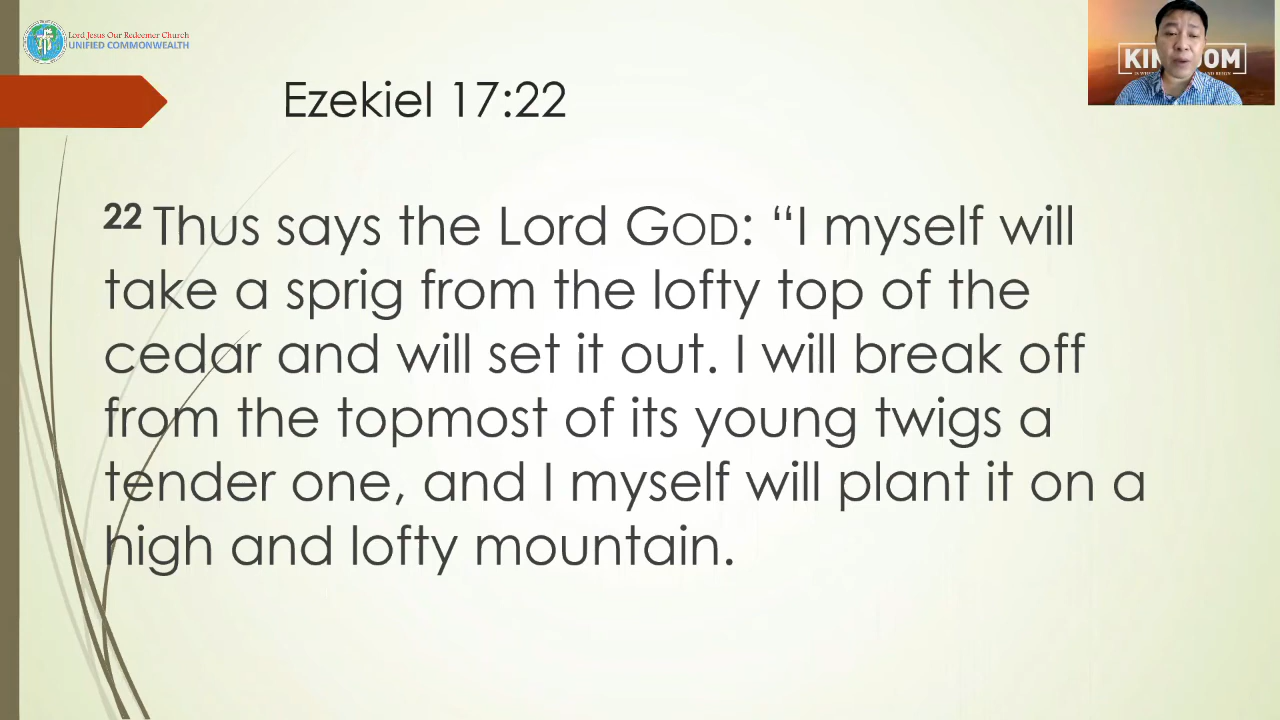 Lord Jesus Our Redeemer Church
UNIFIED COMMONWEALTH
Ezekiel 17:22
22 Thus says the Lord GOD: “I myself will
take a sprig from the lofty top of the
cedar and will set it out. I will break off
from the topmost of its young twigs a
tender one, and I myself will plant it on a
high and lofty mountain.